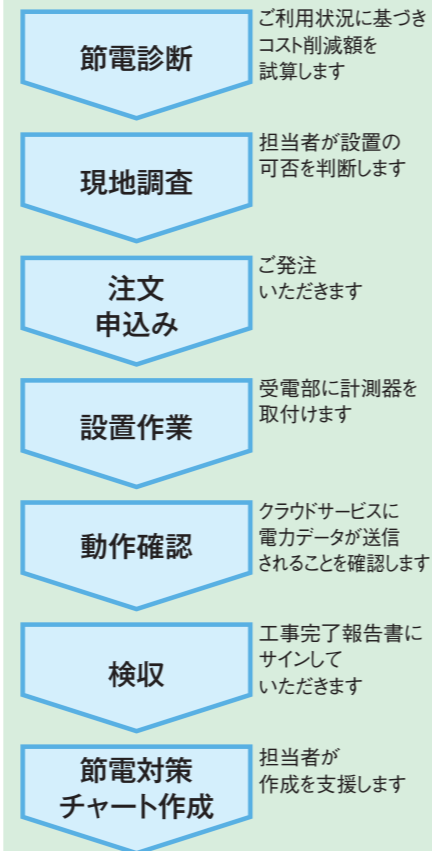 節電診断
ご利用状況に基づき
コスト削減額を
試算します
現地調査
担当者が設置の
可否を判断します
注文
申込み
ご発注
いただきます
設置作業
受電部に計測器を
取付けます
動作確認
クラウドサービスに
電力データが送信
されることを確認します
検収
工事完了報告書に
サインして
いただきます
節電対策
チャート作成
担当者が
作成を支援します